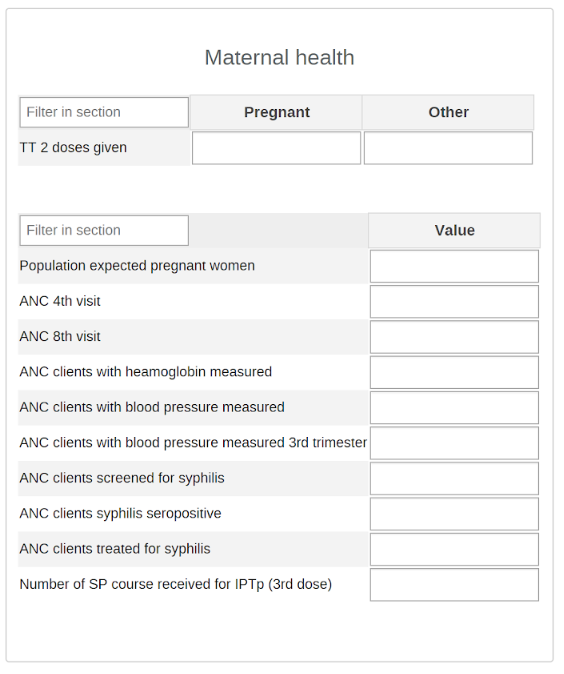 Maternal health
Filter in section Pregnant Other
TT 2 doses given
Filter in section Value
Population expected pregnant women
ANC 4th visit
ANC 8th visit
ANC clients with heamoglobin measured
ANC clients with blood pressure measured
ANC clients with blood pressure measured 3rd trimester
ANC clients screened for syphilis
ANC clients syphilis seropositive
ANC clients treated for syphilis
Number of SP course received for IPTp (3rd dose)